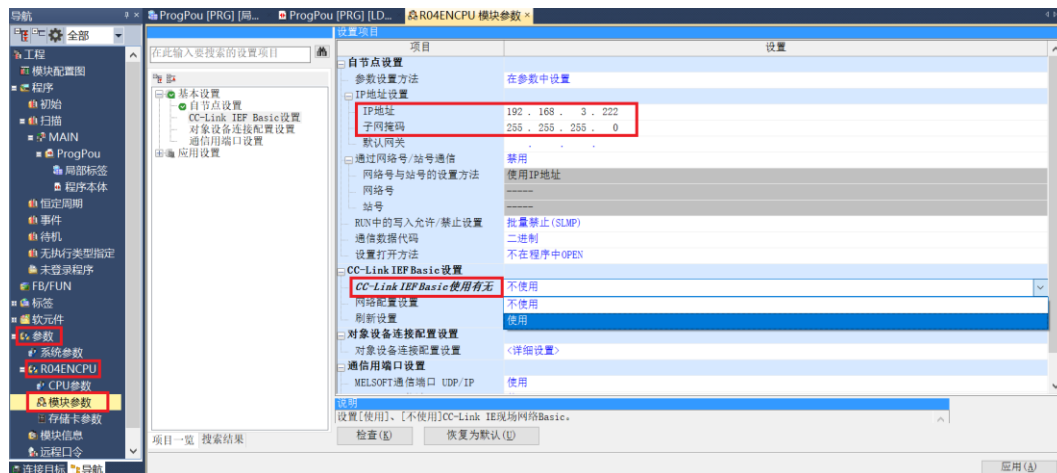 导航
ProgPou [PRG] [局...
ProgPou [PRG] [LD...
R04ENCPU 模块参数
全部
工程
模块配置图
程序
初始
扫描
MAIN
ProgPou
局部标签
程序本体
恒定周期
事件
待机
无执行类型指定
未登录程序
FB/FUN
标签
软元件
参数
系统参数
R04ENCPU
CPU参数
模块参数
存储卡参数
模块信息
远程口令
连接目标 导航
在此输入要搜索的设置项目
基本设置
自节点设置
CC-Link IEF Basic设置
对象设备连接配置设置
通信用端口设置
应用设置
项目一览 搜索结果
设置项目
项目 设置
自节点设置
参数设置方法 在参数中设置
IP地址设置
IP地址 192 . 168 . 3 . 222
子网掩码 255 . 255 . 255 . 0
默认网关 . . .
通过网络号/站号通信 禁用
网络号与站号的设置方法 使用IP地址
网络号 -----
站号 -----
RUN中的写入允许/禁止设置 批量禁止(SLMP)
通信数据代码 二进制
设置打开方法 不在程序中OPEN
CC-Link IEF Basic设置
CC-Link IEF Basic使用有无 不使用
网络配置设置 不使用
刷新设置 使用
对象设备连接配置设置
对象设备连接配置设置 <详细设置>
通信用端口设置
MELSOFT通信端口 UDP/IP 使用
说明
设置[使用]、[不使用]CC-Link IE现场网络Basic。
检查(K) 恢复为默认(U)
应用(A)